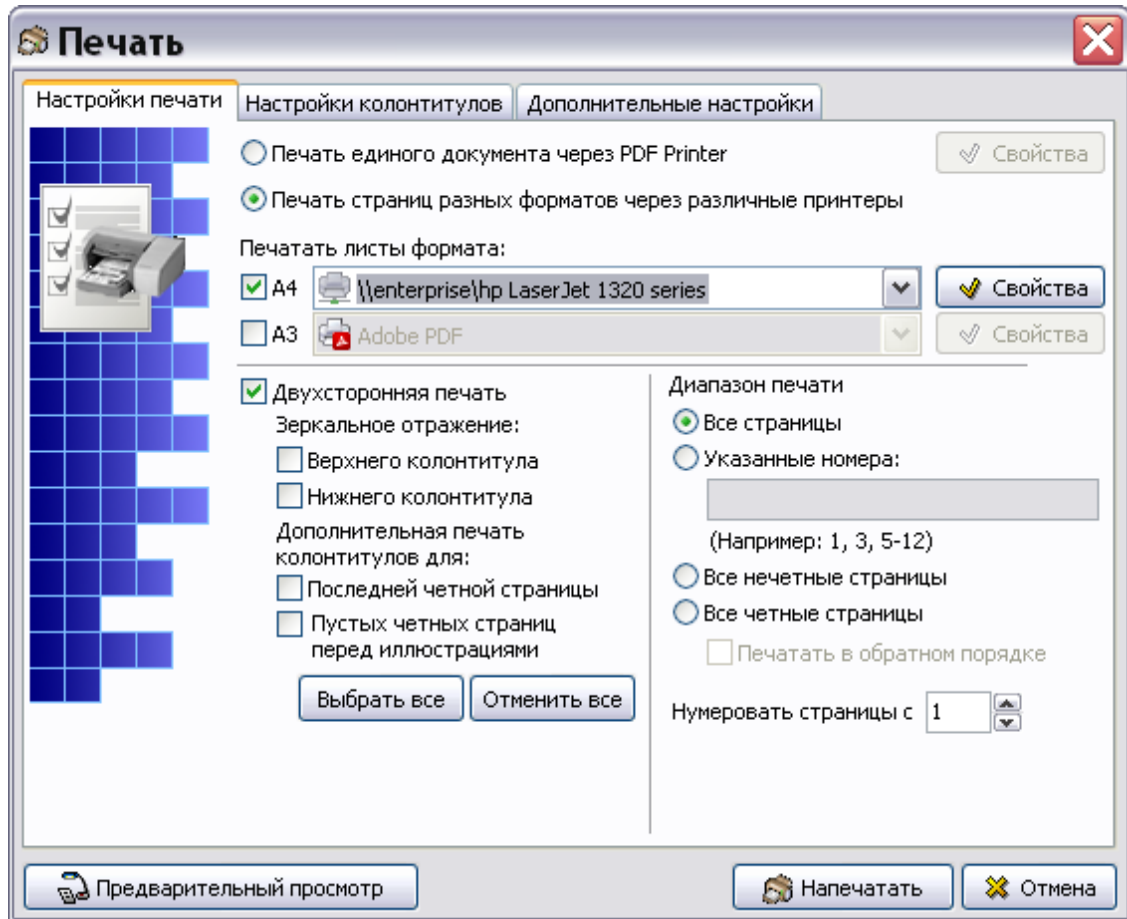 Печать
Настройки печати
Настройки колонтитулов
Дополнительные настройки
Печать единого документа через PDF Printer
Свойства
Печать страниц разных форматов через различные принтеры
Печатать листы формата:
A4
\\enterprise\hp LaserJet 1320 series
Свойства
A3
Adobe PDF
Свойства
Двухсторонняя печать
Зеркальное отражение:
Верхнего колонтитула
Нижнего колонтитула
Дополнительная печать
колонтитулов для:
Последней четной страницы
Пустых четных страниц
перед иллюстрациями
Выбрать все
Отменить все
Диапазон печати
Все страницы
Указанные номера:
(Например: 1, 3, 5-12)
Все нечетные страницы
Все четные страницы
Печатать в обратном порядке
Нумеровать страницы с 1
Предварительный просмотр
Напечатать
Отмена